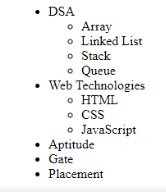 DSA
Array
Linked List
Stack
Queue
Web Technologies
HTML
CSS
JavaScript
Aptitude
Gate
Placement